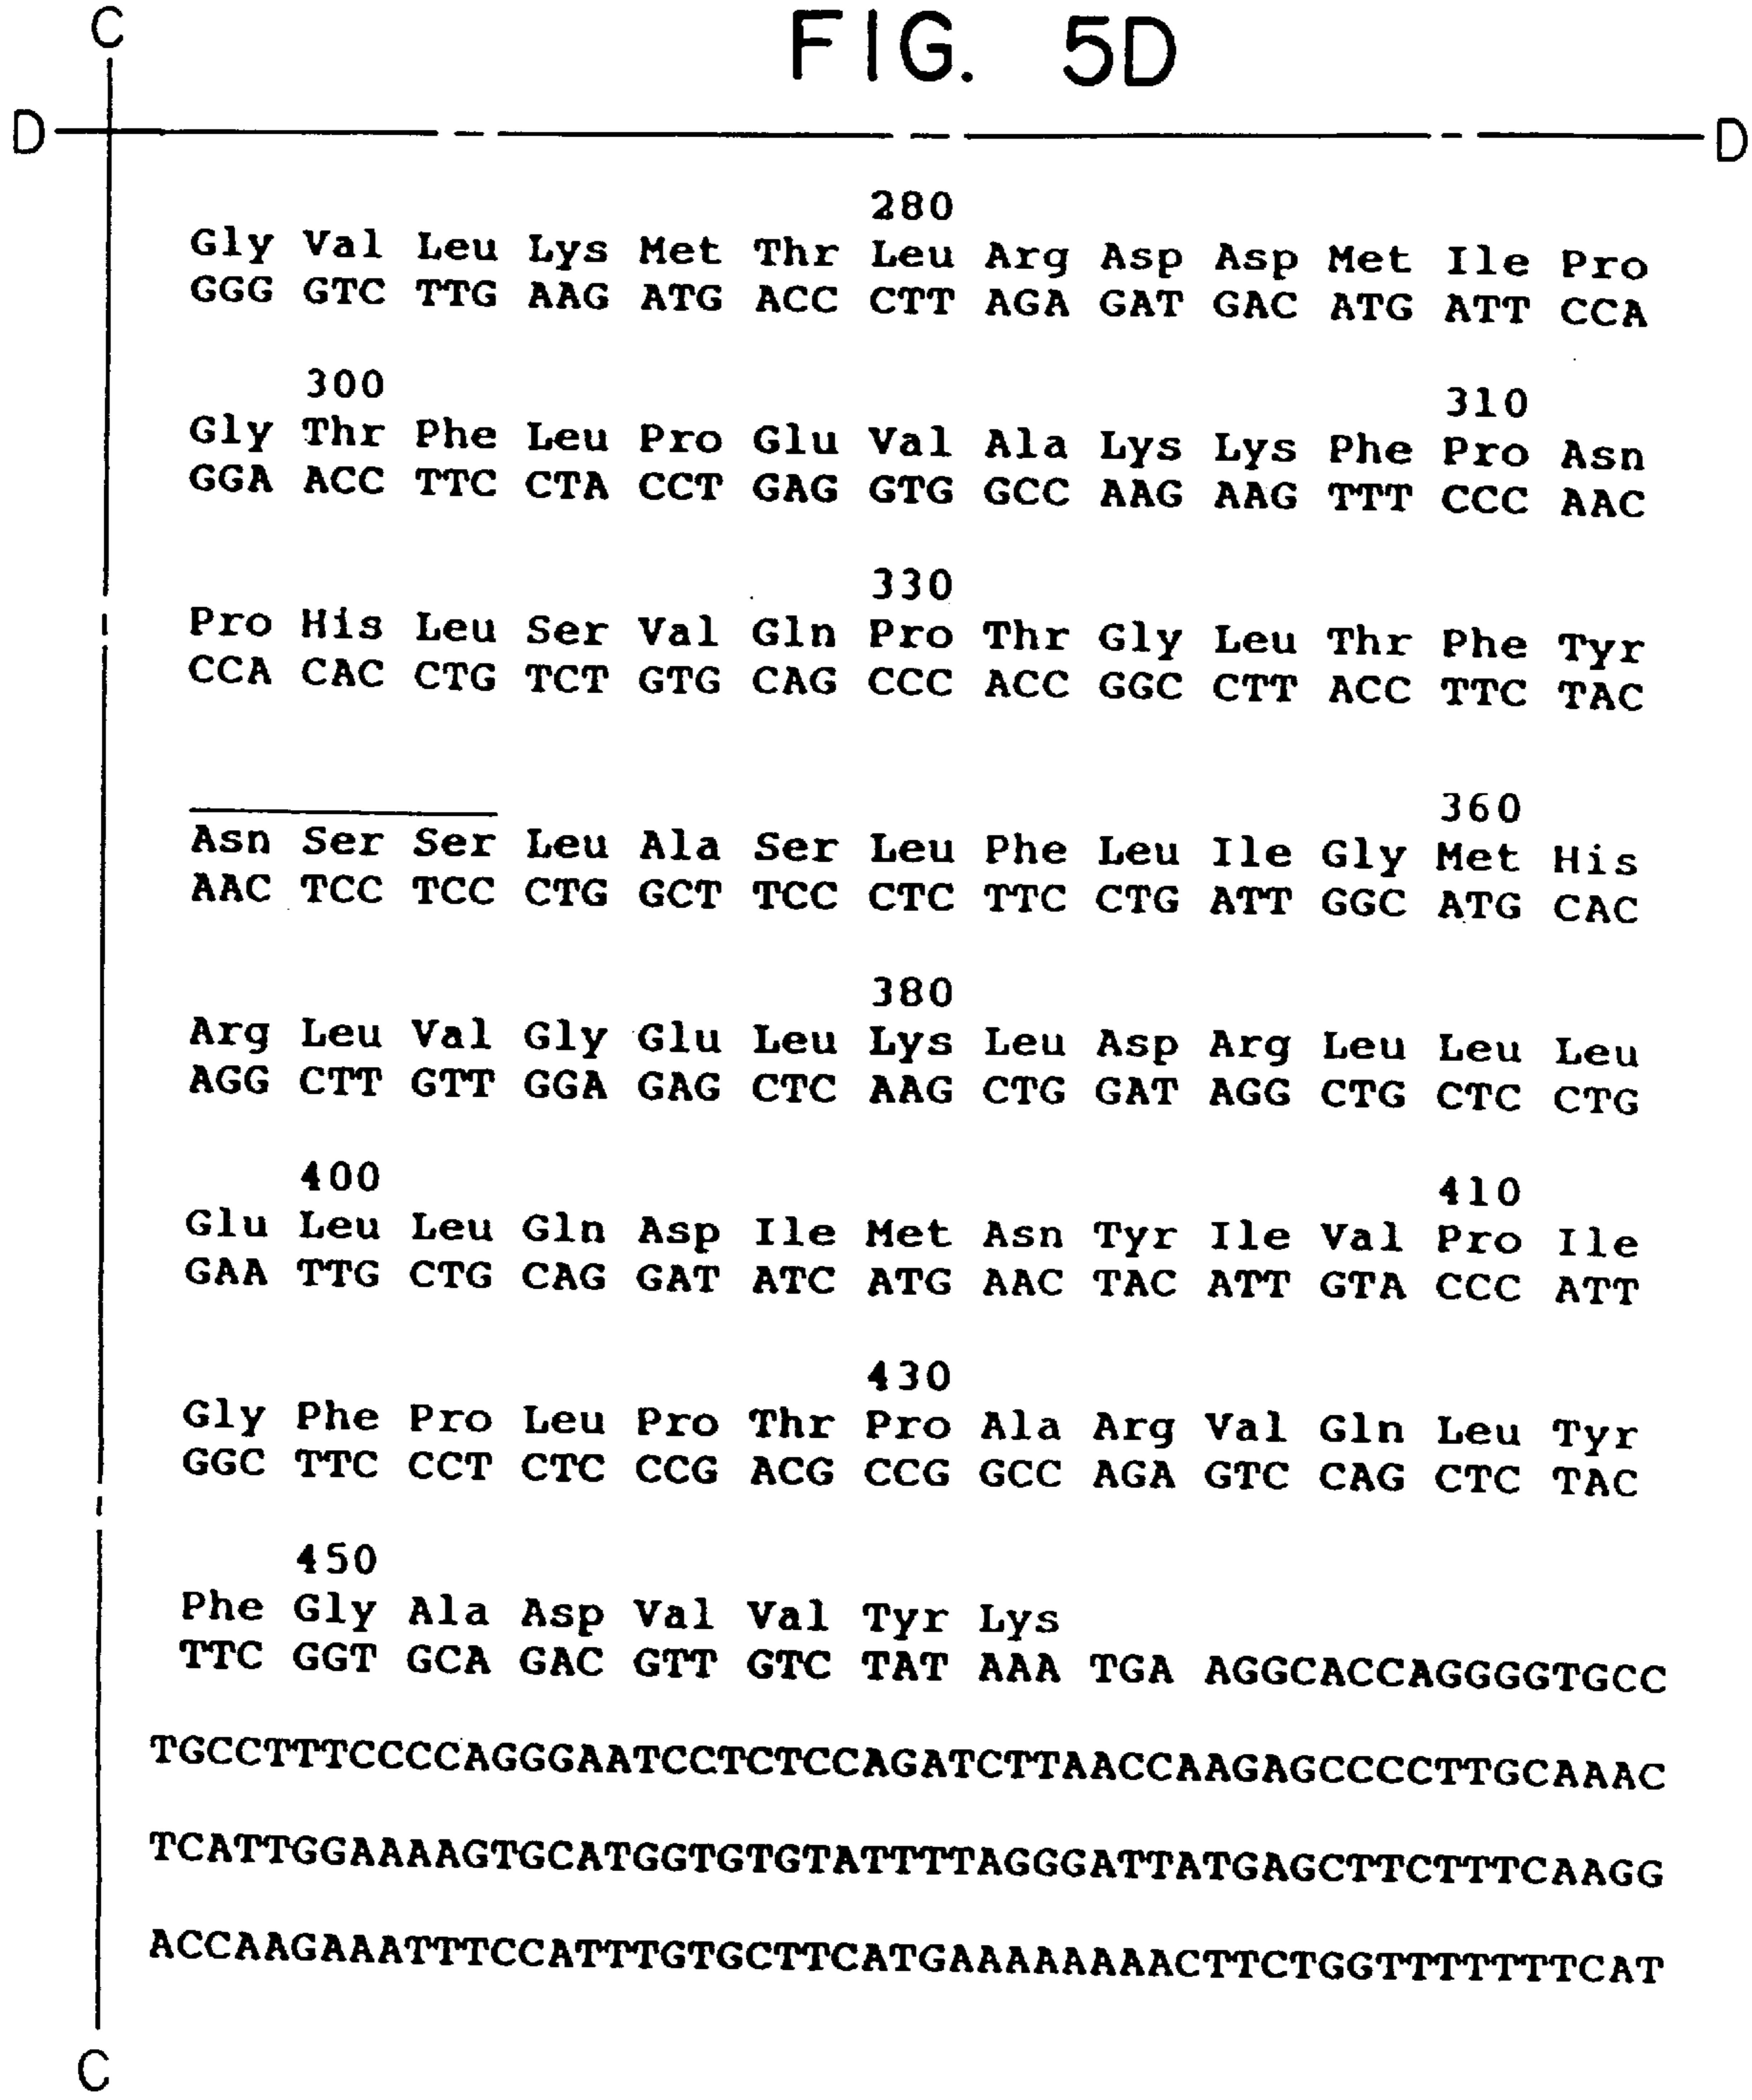 C
FIG. 5D
D D
280
Gly Val Leu Lys Met Thr Leu Arg Asp Asp Met Ile Pro
GGG GTC TTG AAG ATG ACC CTT AGA GAT GAC ATG ATT CCA
300 310
Gly Thr Phe Leu Pro Glu Val Ala Lys Lys Phe Pro Asn
GGA ACC TTC CTA CCT GAG GTG GCC AAG AAG TTT CCC AAC
330
Pro His Leu Ser Val Gln Pro Thr Gly Leu Thr Phe Tyr
CCA CAC CTG TCT GTG CAG CCC ACC GGC CTT ACC TTC TAC
360
Asn Ser Ser Leu Ala Ser Leu Phe Leu Ile Gly Met His
AAC TCC TCC CTG GCT TCC CTC TTC CTG ATT GGC ATG CAC
380
Arg Leu Val Gly Glu Leu Lys Leu Asp Arg Leu Leu Leu
AGG CTT GTT GGA GAG CTC AAG CTG GAT AGG CTG CTC CTG
400 410
Glu Leu Leu Gln Asp Ile Met Asn Tyr Ile Val Pro Ile
GAA TTG CTG CAG GAT ATC ATG AAC TAC ATT GTA CCC ATT
430
Gly Phe Pro Leu Pro Thr Pro Ala Arg Val Gln Leu Tyr
GGC TTC CCT CTC CCG ACG CCG GCC AGA GTC CAG CTC TAC
450
Phe Gly Ala Asp Val Val Tyr Lys
TTC GGT GCA GAC GTT GTC TAT AAA TGA AGGCACCAGGGGTGCC
TGCCTTTCCCCAGGGAATCCTCTCCAGATCTTAACCAAGAGCCCCTTGCAAAC
TCATTGGAAAAGTGCATGGTGTGTATTTTAGGGATTATGAGCTTCTTTCAAGG
ACCAAGAAATTTCCATTTGTGCTTCATGAAAAAAAACTTCTGGTTTTTTTCAT
C